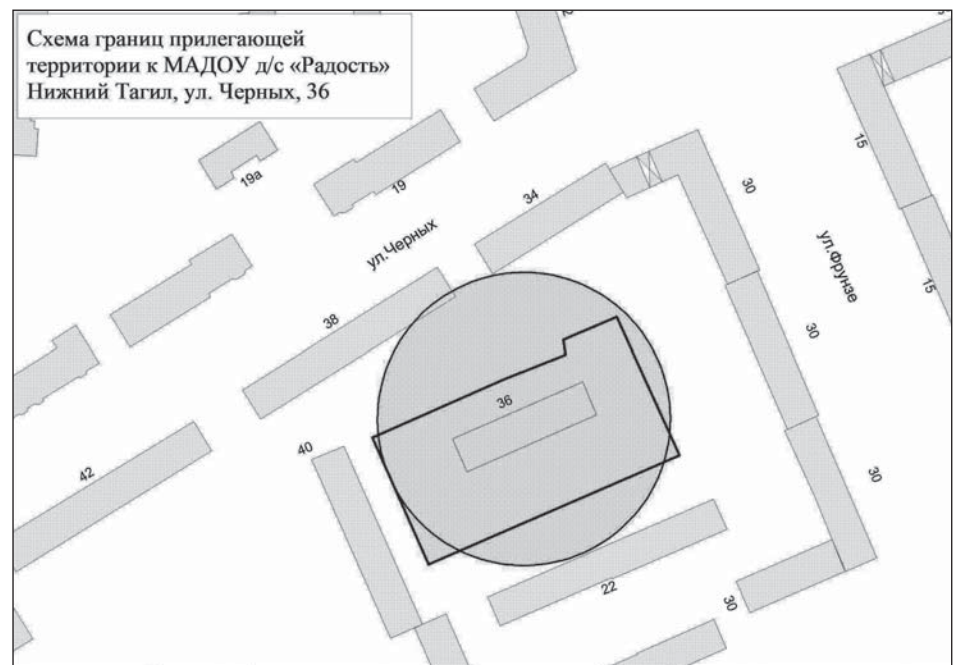 Схема границ прилегающей
территории к МАДОУ д/с «Радость»
Нижний Тагил, ул. Черных, 36
15
19а
19
34
30
ул.Черных
ул.Фрунзе
15
38
30
36
40
42
30
22
30